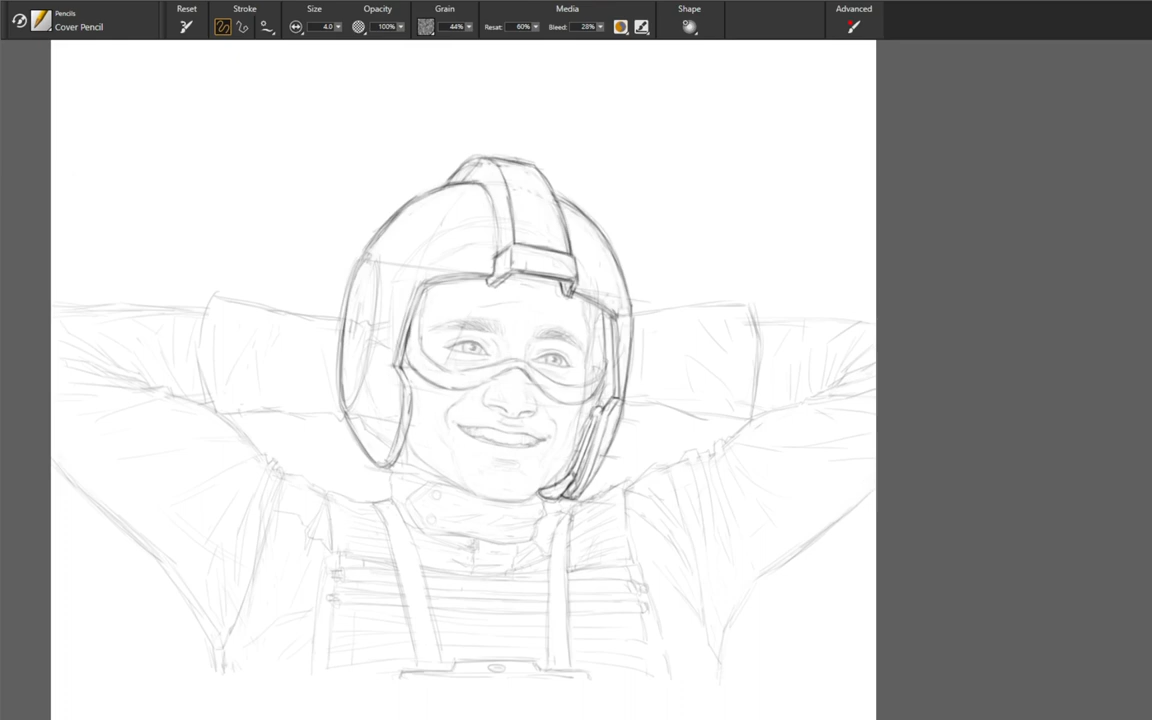 Pencils
Cover Pencil
Reset
Stroke
Size
4.0
Opacity
100%
Grain
44%
Media
Resat: 60%
Bleed: 28%
Shape
Advanced